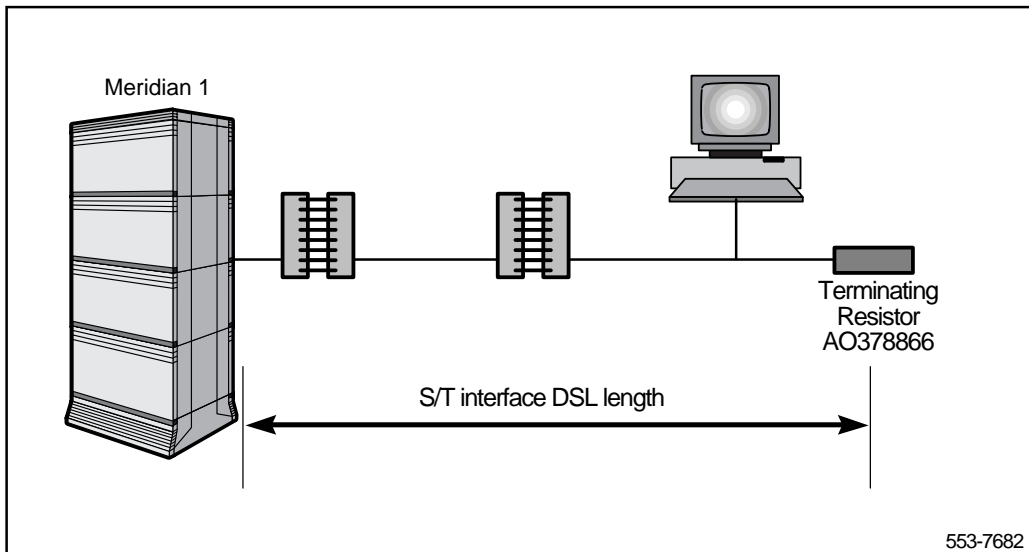 Meridian 1
Terminating
Resistor
AO378866
S/T interface DSL length
553-7682